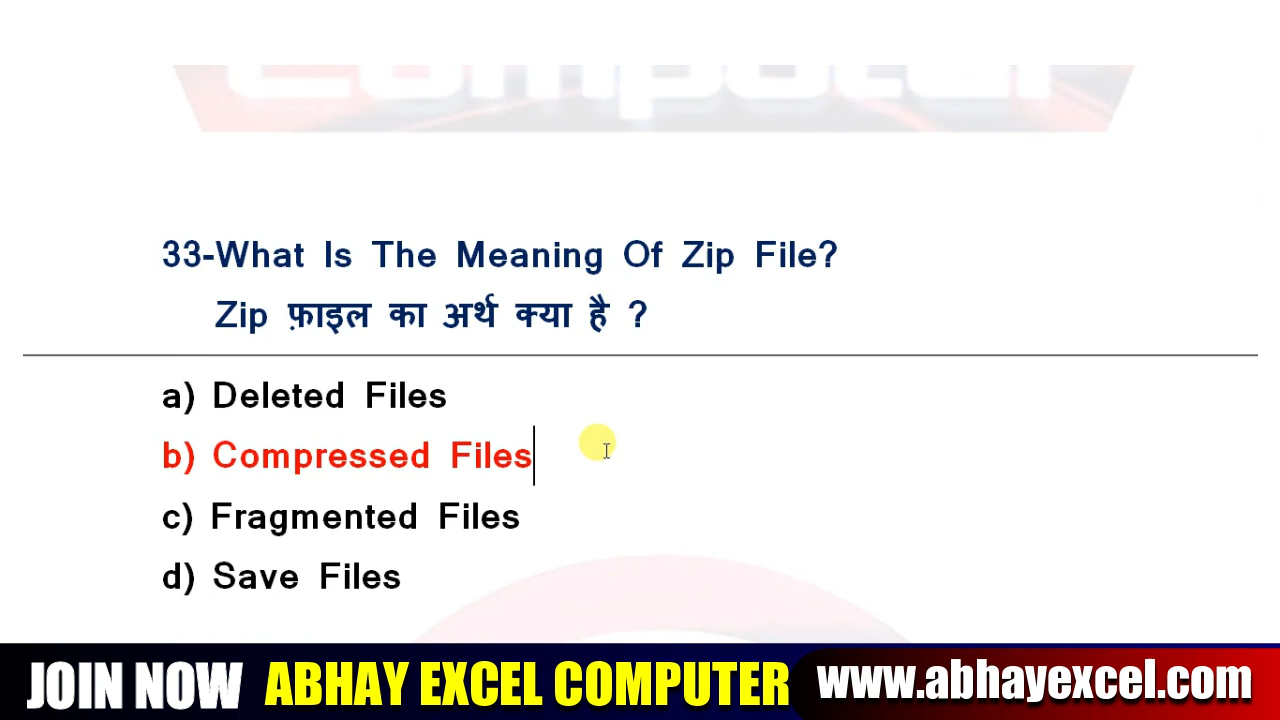 Computer
33-What Is The Meaning Of Zip File?
Zip फ़ाइल का अर्थ क्या है ?
a) Deleted Files
b) Compressed Files
c) Fragmented Files
d) Save Files
JOIN NOW ABHAY EXCEL COMPUTER www.abhayexcel.com